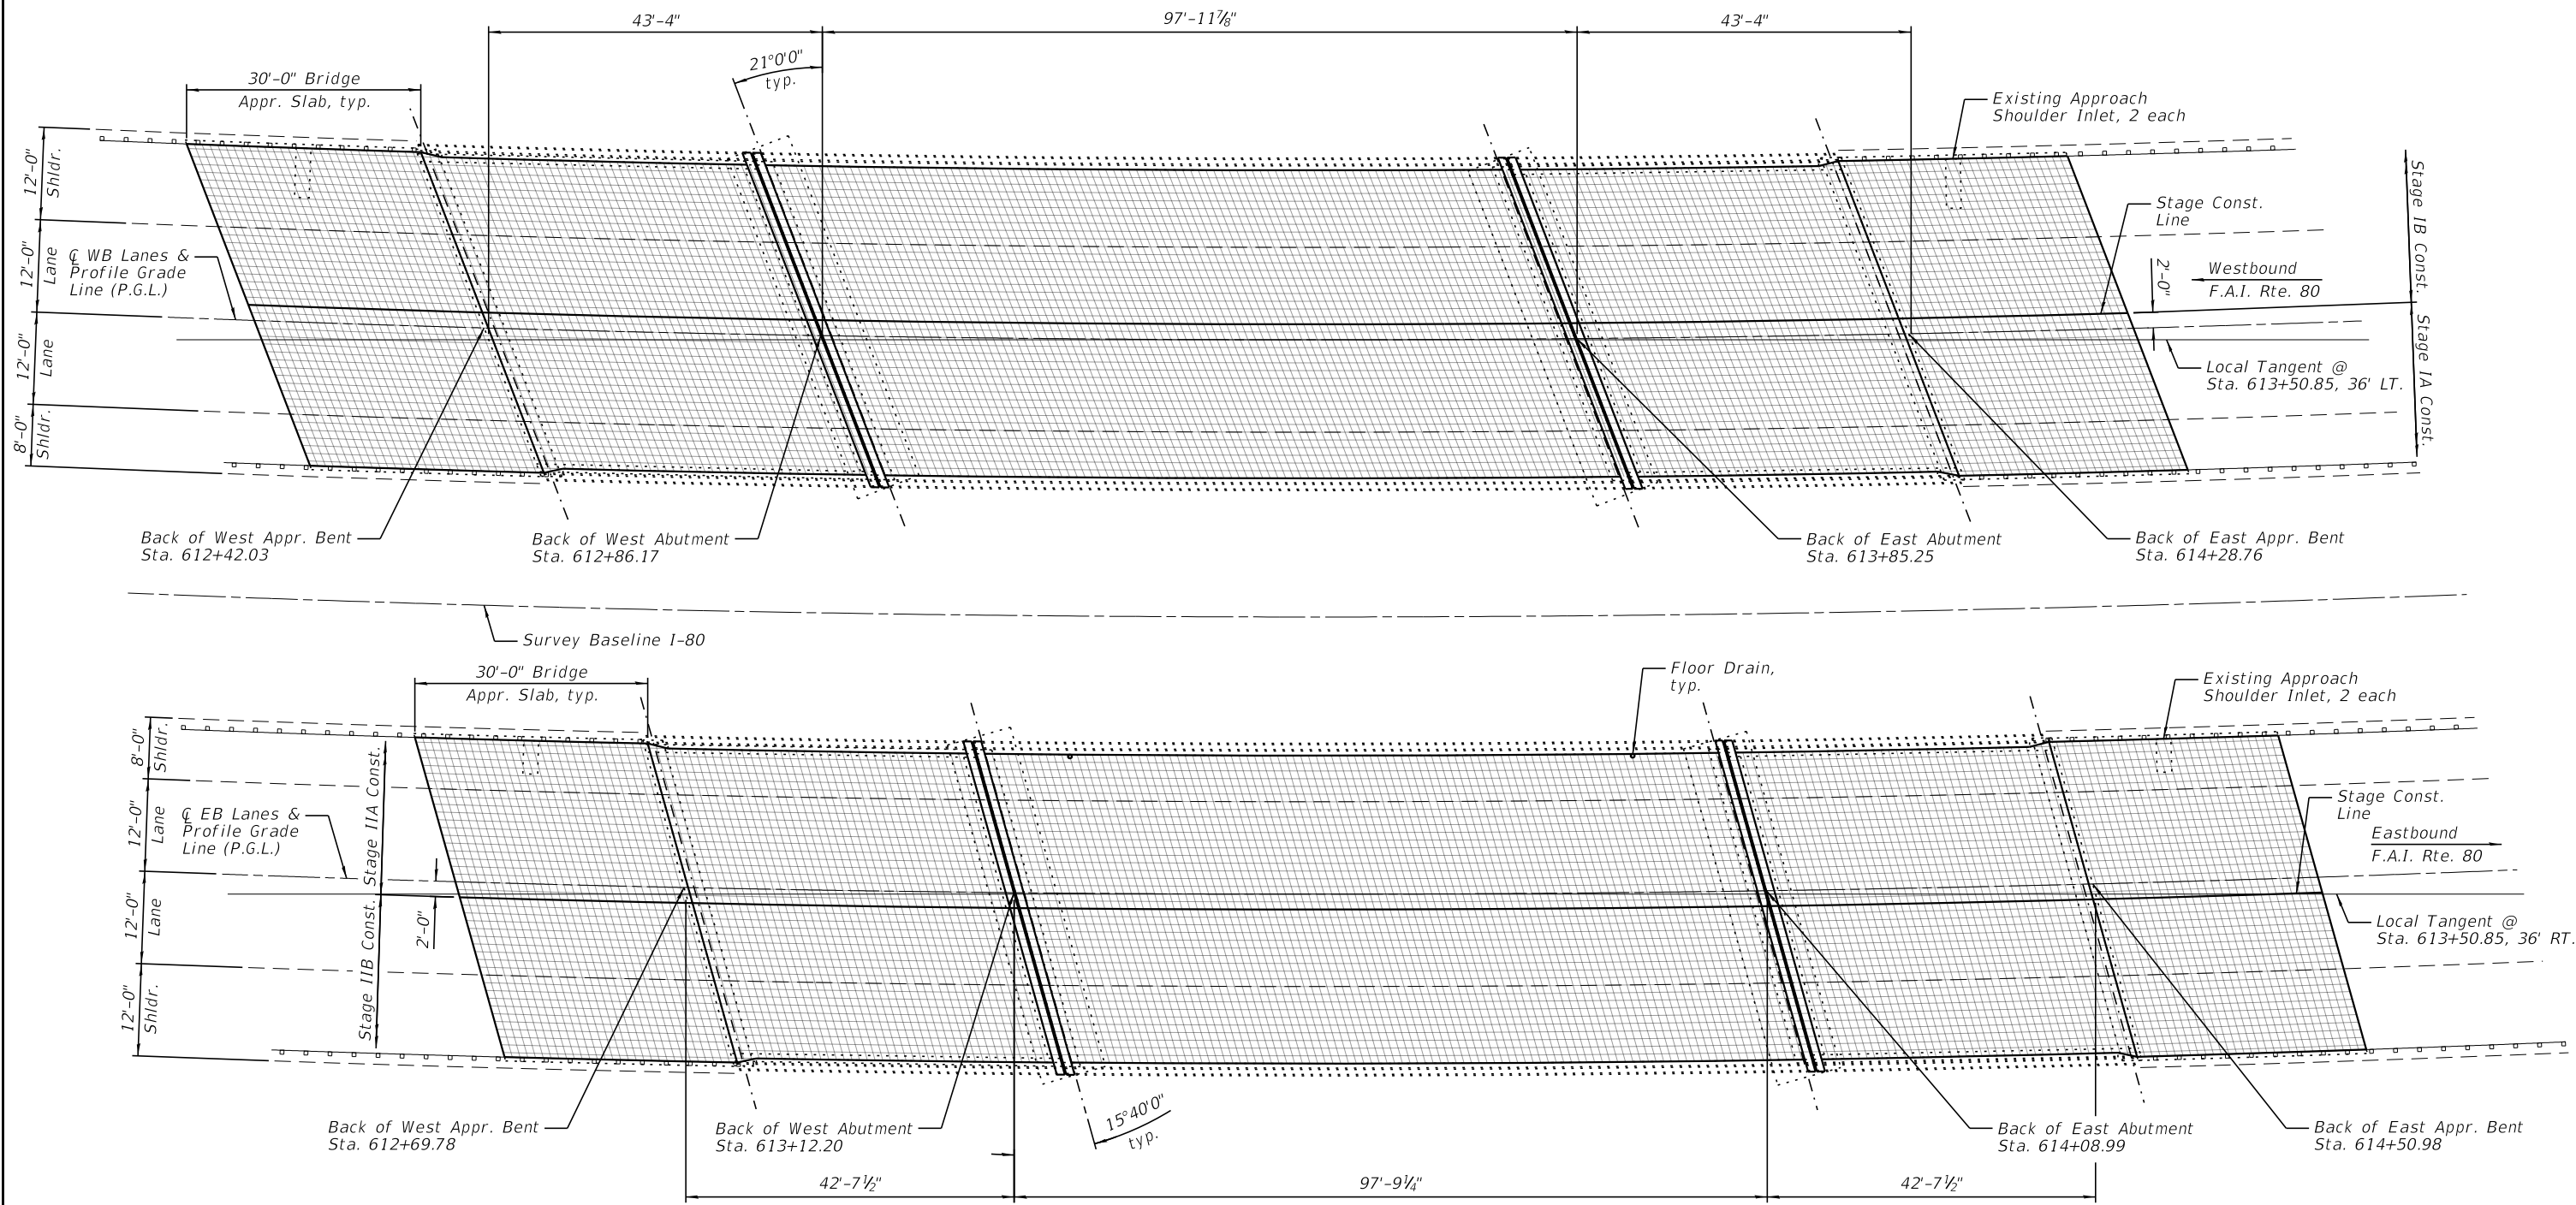 43'-4"
97'-11⅞"
43'-4"
21°0'0"
typ.
30'-0" Bridge
Appr. Slab, typ.
Existing Approach
Shoulder Inlet, 2 each
12'-0"
Shldr.
12'-0"
Lane
12'-0"
Lane
8'-0"
Shldr.
℄ WB Lanes &
Profile Grade
Line (P.G.L.)
Stage Const.
Line
2'-0"
Westbound
F.A.I. Rte. 80
Stage IB Const.
Stage IA Const.
Local Tangent @
Sta. 613+50.85, 36' LT.
Back of West Appr. Bent
Sta. 612+42.03
Back of West Abutment
Sta. 612+86.17
Back of East Abutment
Sta. 613+85.25
Back of East Appr. Bent
Sta. 614+28.76
Survey Baseline I-80
30'-0" Bridge
Appr. Slab, typ.
Floor Drain,
typ.
Existing Approach
Shoulder Inlet, 2 each
8'-0"
Shldr.
12'-0"
Lane
12'-0"
Lane
12'-0"
Shldr.
℄ EB Lanes &
Profile Grade
Line (P.G.L.)
Stage IIA Const.
Stage IIB Const.
2'-0"
Stage Const.
Line
Eastbound
F.A.I. Rte. 80
Local Tangent @
Sta. 613+50.85, 36' RT.
Back of West Appr. Bent
Sta. 612+69.78
Back of West Abutment
Sta. 613+12.20
15°40'0"
typ.
Back of East Abutment
Sta. 614+08.99
Back of East Appr. Bent
Sta. 614+50.98
42'-7½"
97'-9¼"
42'-7½"